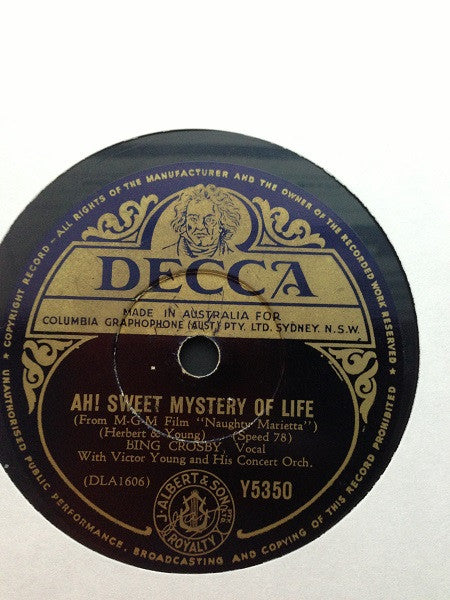 COPYRIGHT RECORD — ALL RIGHTS OF THE MANUFACTURER AND THE OWNER OF THE RECORDED WORK RESERVED
DECCA
MADE IN AUSTRALIA FOR
COLUMBIA GRAPHOPHONE (AUST) PTY. LTD. SYDNEY. N.S.W.
AH! SWEET MYSTERY OF LIFE
(From M-G-M Film "Naughty Marietta")
(Herbert & Young) (Speed 78)
BING CROSBY, Vocal
With Victor Young and His Concert Orch.
(DLA1606)
Y5350
J. ALBERT & SON
ROYALTY
UNAUTHORISED PUBLIC PERFORMANCE, BROADCASTING AND COPYING OF THIS RECORD PROHIBITED